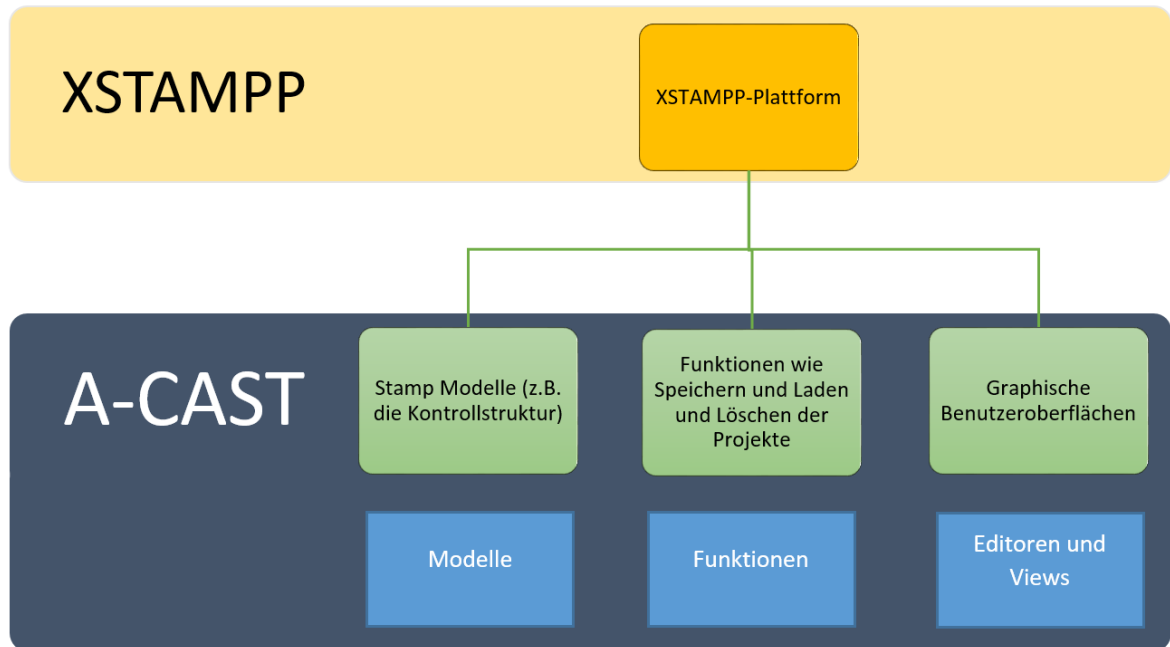 XSTAMPP
XSTAMPP-Plattform
A-CAST
Stamp Modelle (z.B.
die Kontrollstruktur)
Funktionen wie
Speichern und Laden
und Löschen der
Projekte
Graphische
Benutzeroberflächen
Modelle
Funktionen
Editoren und
Views